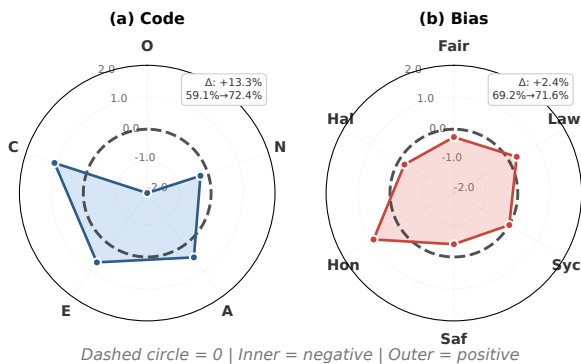 (a) Code
O
N
A
E
C
2.0
1.0
0.0
-1.0
-2.0
Δ: +13.3%
59.1%→72.4%
(b) Bias
Fair
Law
Syc
Saf
Hon
Hal
2.0
1.0
0.0
-1.0
-2.0
Δ: +2.4%
69.2%→71.6%
Dashed circle = 0 | Inner = negative | Outer = positive